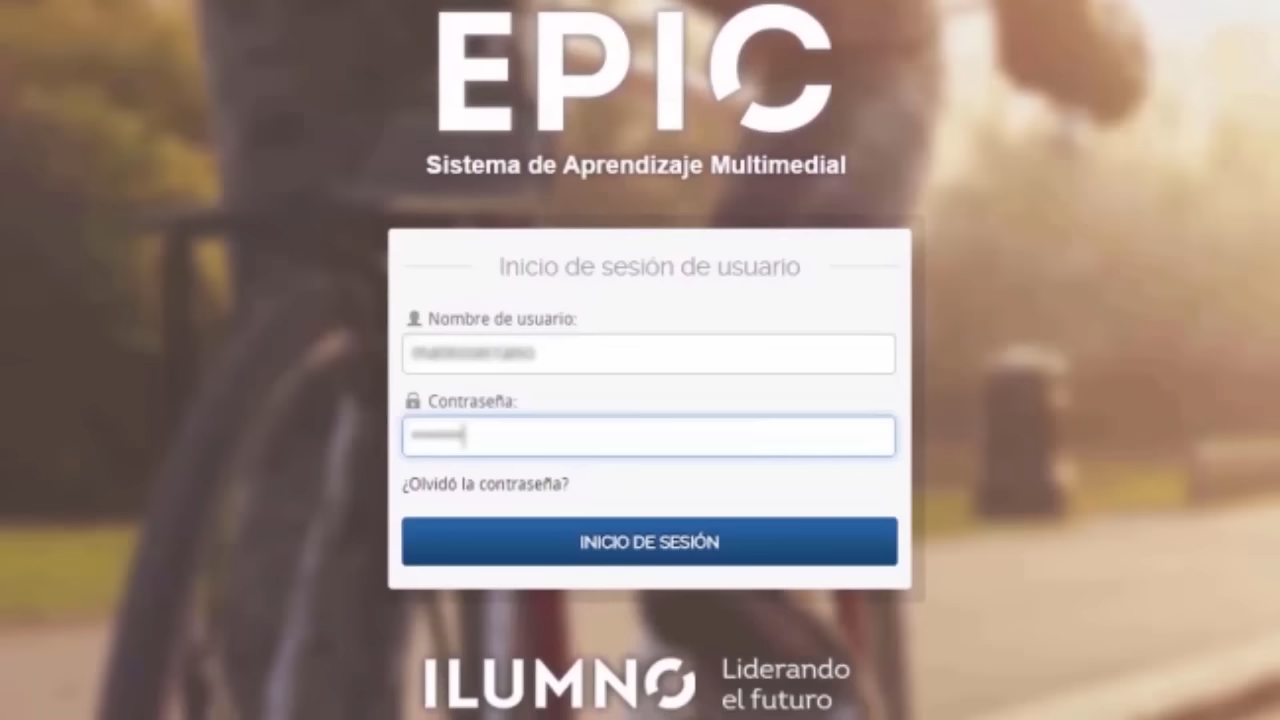 EPIC
Sistema de Aprendizaje Multimedial
Inicio de sesión de usuario
Nombre de usuario:
Contraseña:
¿Olvidó la contraseña?
INICIO DE SESIÓN
ILUMNO
Liderando
el futuro